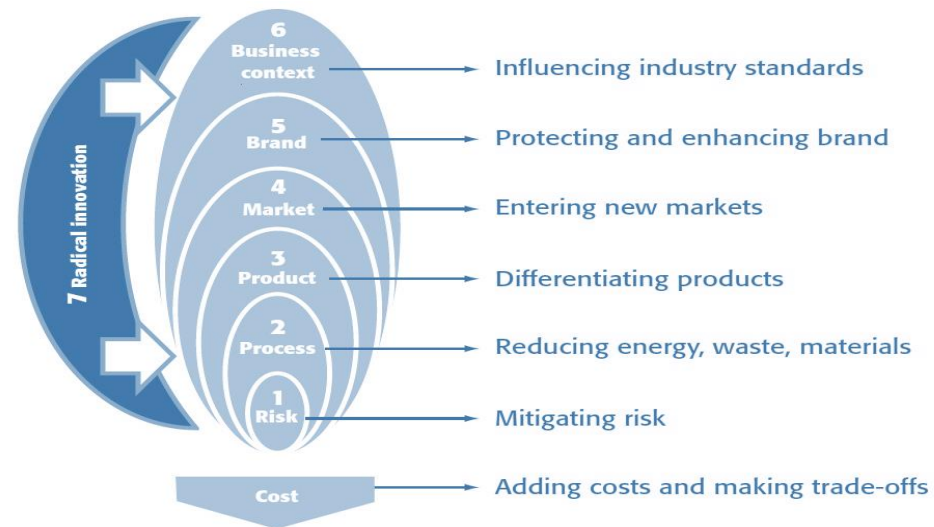 6
Business
context
Influencing industry standards
5
Brand
Protecting and enhancing brand
4
Market
Entering new markets
3
Product
Differentiating products
2
Process
Reducing energy, waste, materials
1
Risk
Mitigating risk
Cost
Adding costs and making trade-offs
7 Radical innovation